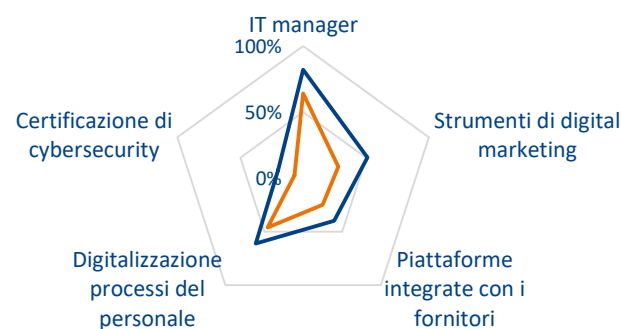 IT manager
100%
50%
0%
Strumenti di digital
marketing
Piattaforme
integrate con i
fornitori
Digitalizzazione
processi del
personale
Certificazione di
cybersecurity